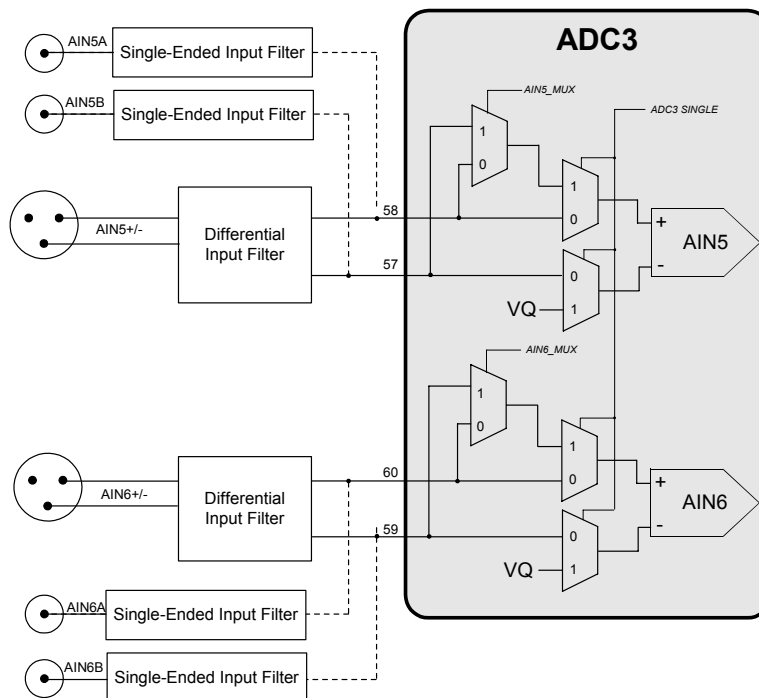 ADC3
AIN5A
Single-Ended Input Filter
AIN5B
Single-Ended Input Filter
AIN5_MUX
ADC3 SINGLE
1
0
1
0
58
AIN5+/-
Differential
Input Filter
57
0
1
VQ
+
-
AIN5
AIN6_MUX
1
0
1
0
60
AIN6+/-
Differential
Input Filter
59
0
1
VQ
+
-
AIN6
AIN6A
Single-Ended Input Filter
AIN6B
Single-Ended Input Filter